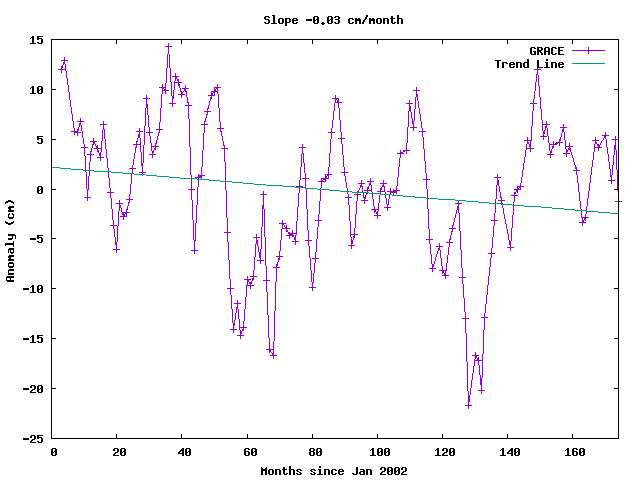 Slope -0.03 cm/month
15
GRACE
Trend Line
10
5
0
-5
-10
-15
-20
-25
Anomaly (cm)
0 20 40 60 80 100 120 140 160
Months since Jan 2002